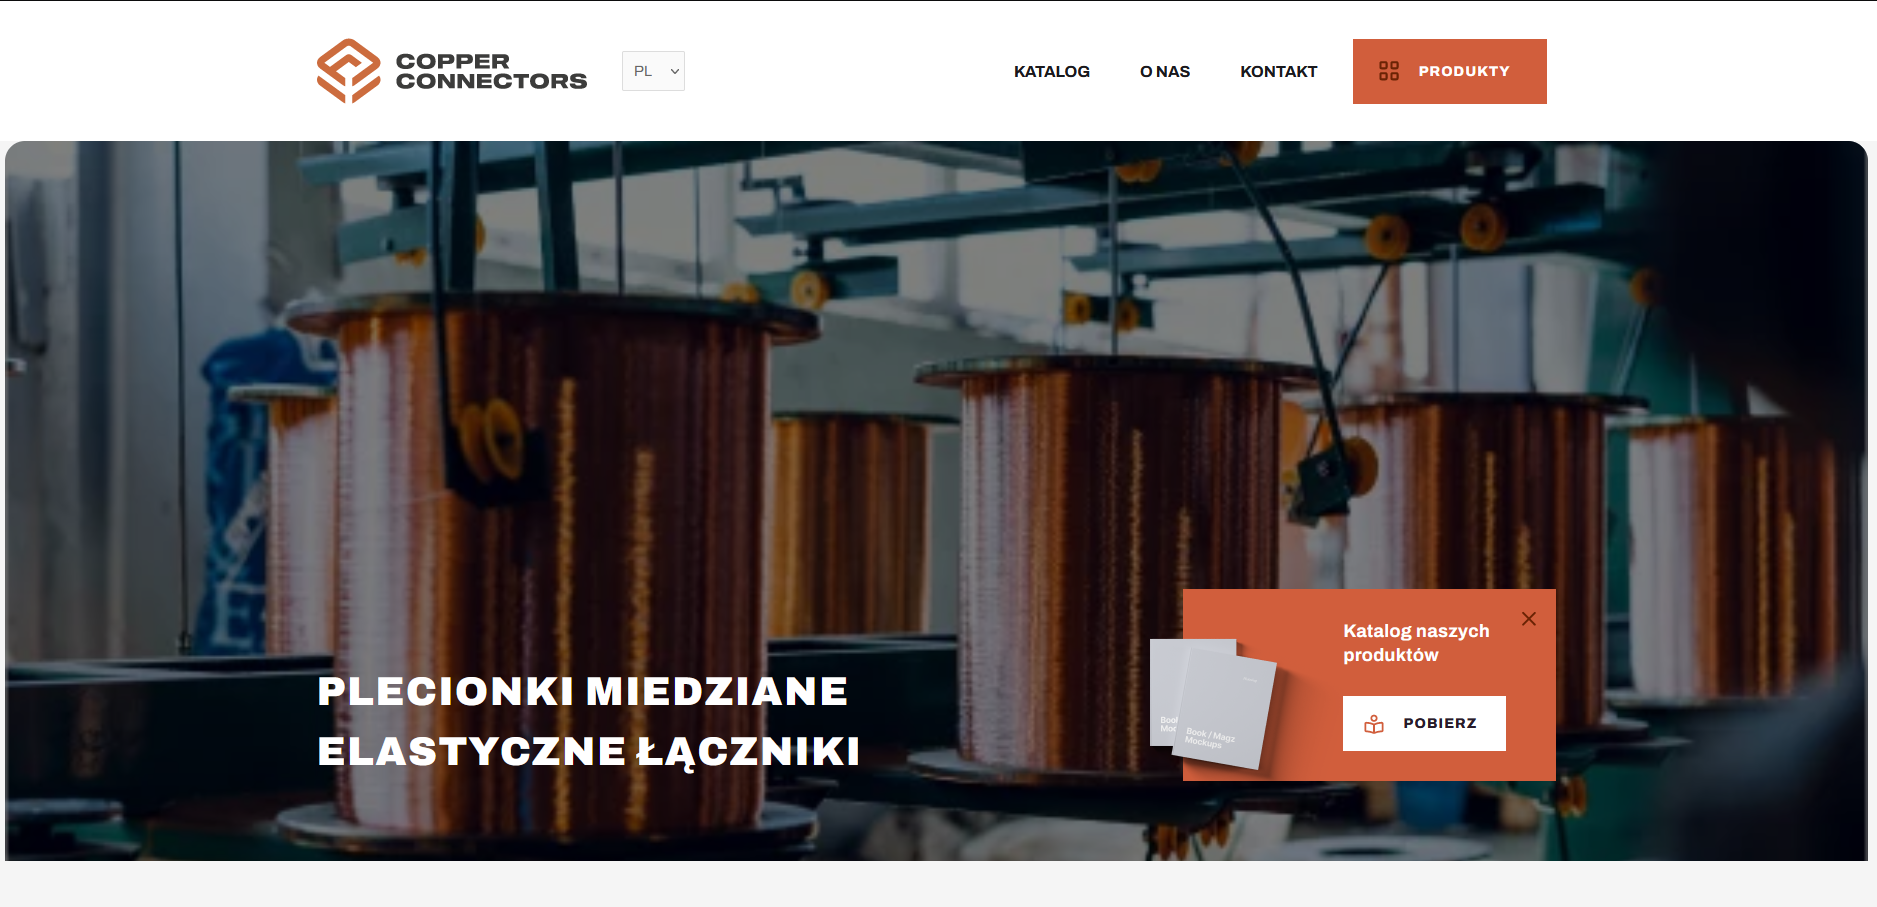 COPPER
CONNECTORS
PL
KATALOG
O NAS
KONTAKT
PRODUKTY
PLECIONKI MIEDZIANE
ELASTYCZNE ŁĄCZNIKI
Katalog naszych
produktów
POBIERZ
Book / Magz
Mockups